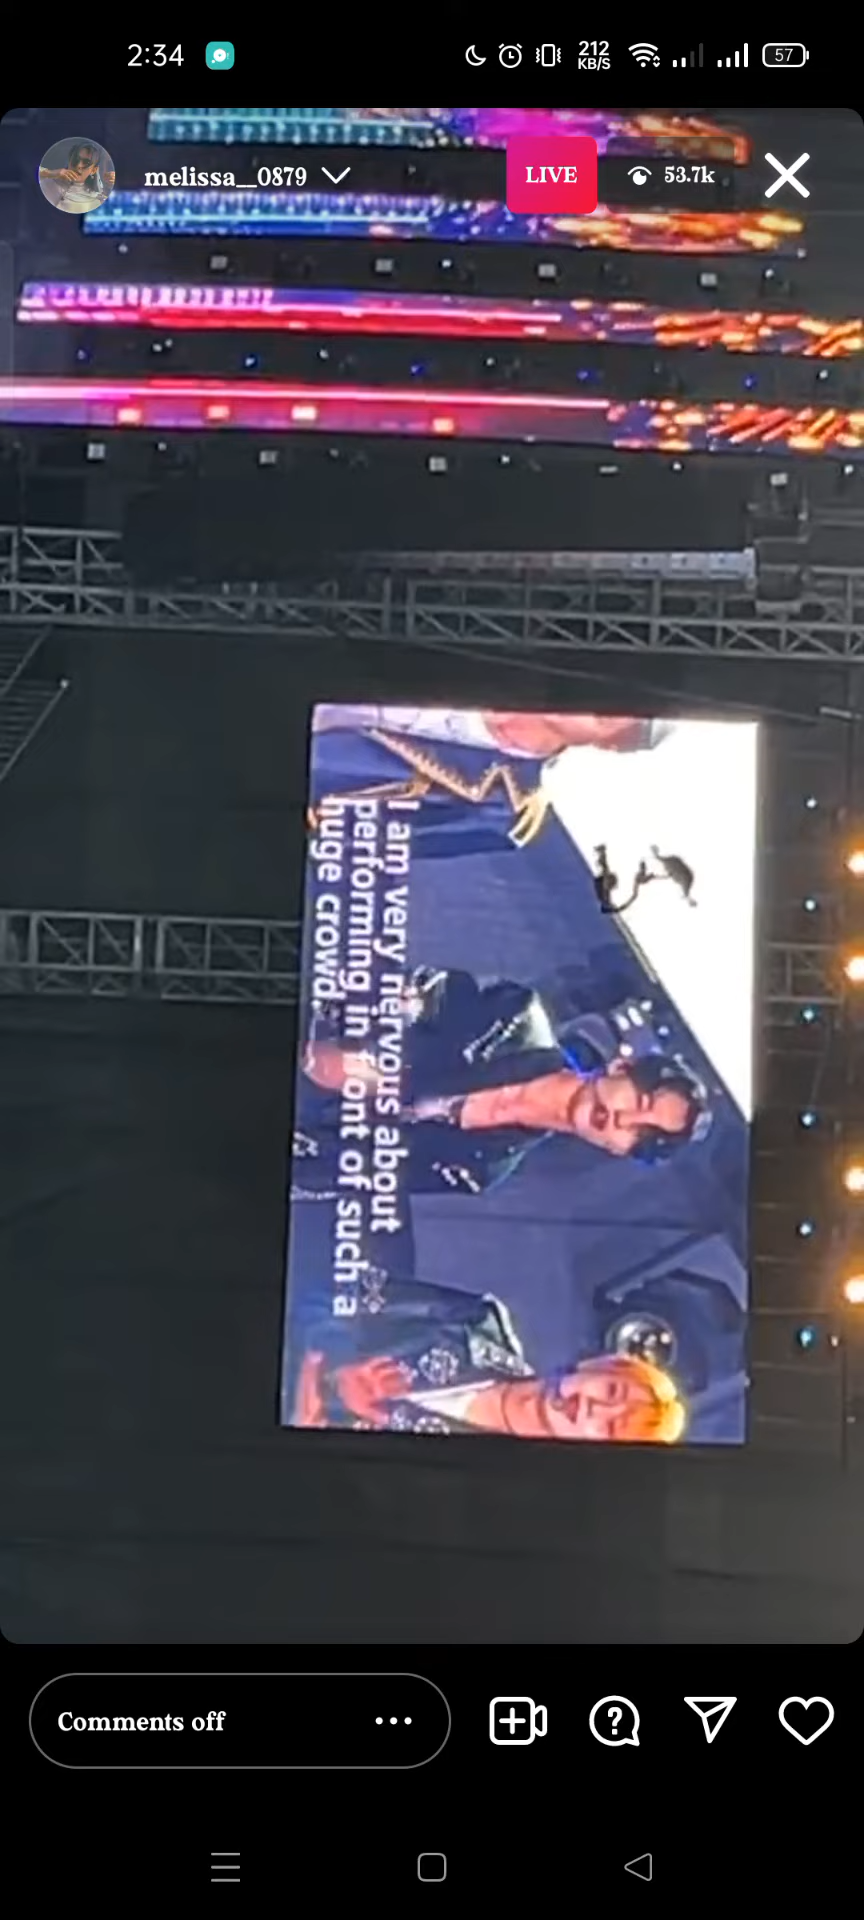 2:34
212
KB/S
57
melissa__0879
LIVE
53.7k
I am very nervous about
performing in front of such a
huge crowd.
Comments off